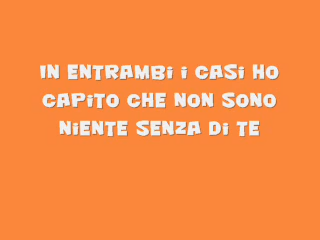 IN ENTRAMBI I CASI HO
CAPITO CHE NON SONO
NIENTE SENZA DI TE